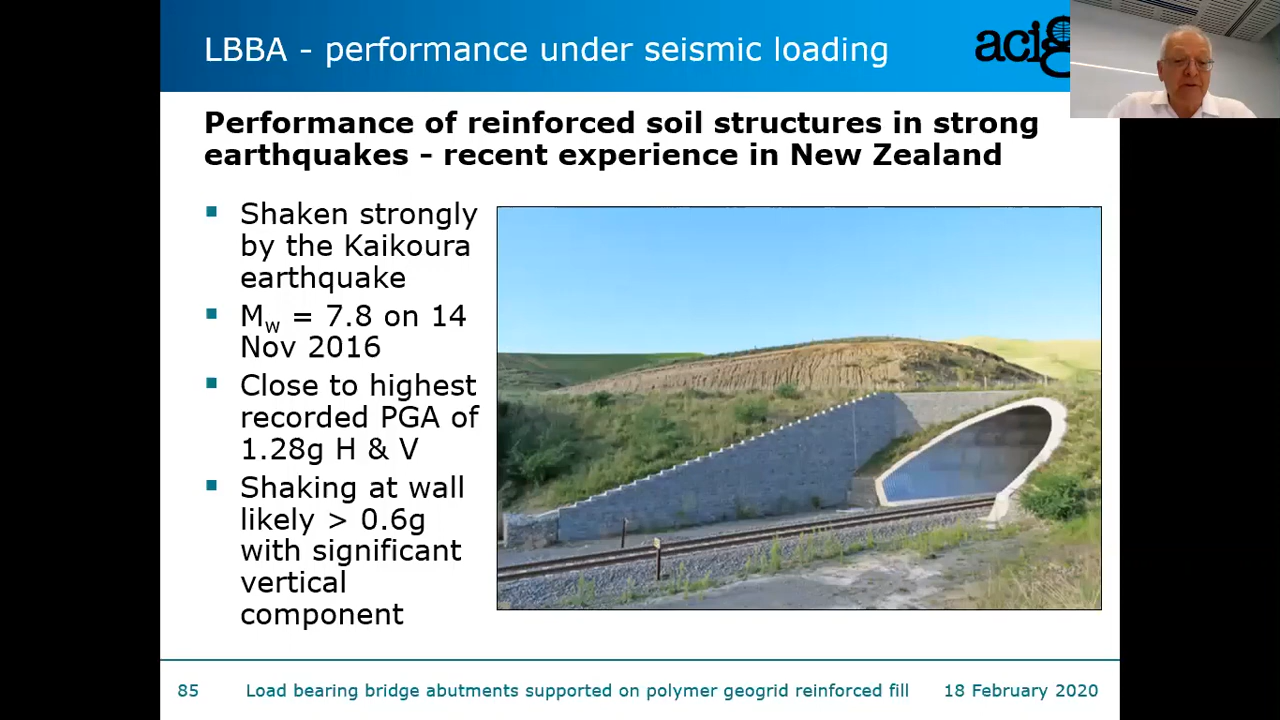 LBBA - performance under seismic loading
acig
Performance of reinforced soil structures in strong
earthquakes - recent experience in New Zealand
Shaken strongly
by the Kaikoura
earthquake
Mw = 7.8 on 14
Nov 2016
Close to highest
recorded PGA of
1.28g H & V
Shaking at wall
likely > 0.6g
with significant
vertical
component
85 Load bearing bridge abutments supported on polymer geogrid reinforced fill 18 February 2020